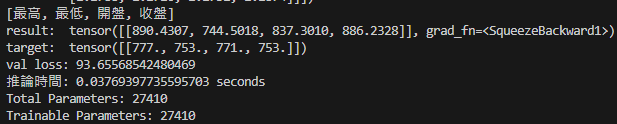 [最高, 最低, 開盤, 收盤]
result:  tensor([[890.4307, 744.5018, 837.3010, 886.2328]], grad_fn=<SqueezeBackward1>)
target:  tensor([[777., 753., 771., 753.]])
val loss: 93.65568542480469
推論時間: 0.03769397735595703 seconds
Total Parameters: 27410
Trainable Parameters: 27410